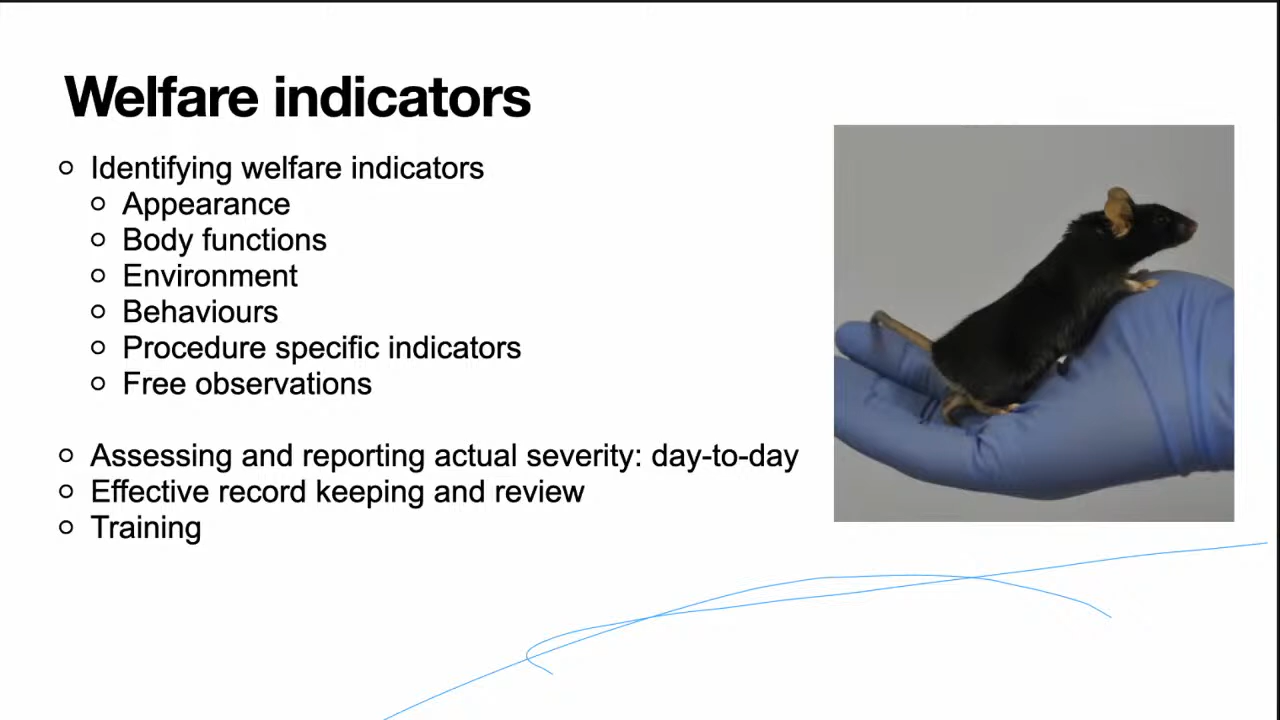 Welfare indicators
Identifying welfare indicators
Appearance
Body functions
Environment
Behaviours
Procedure specific indicators
Free observations
Assessing and reporting actual severity: day-to-day
Effective record keeping and review
Training